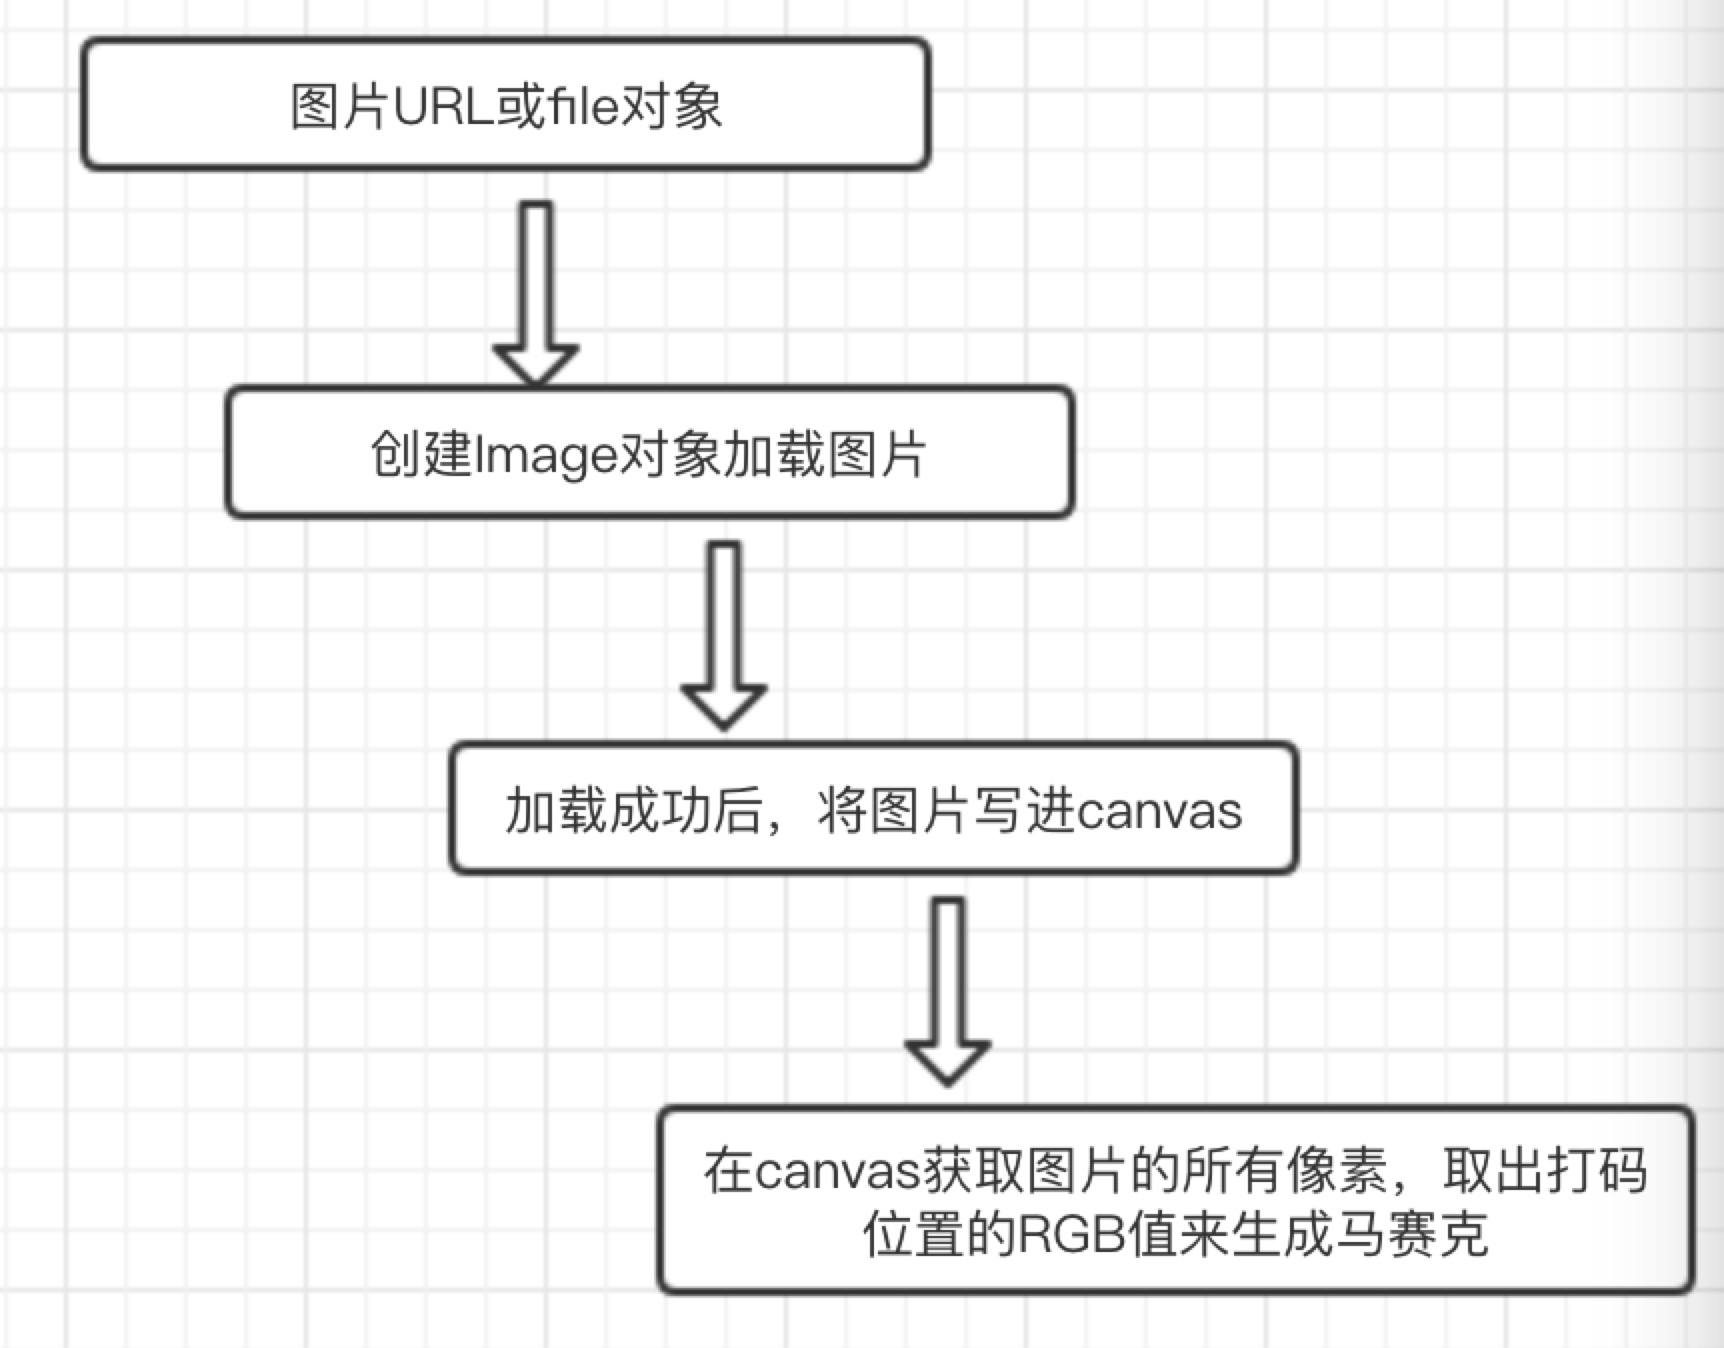 图片URL或file对象
创建Image对象加载图片
加载成功后，将图片写进canvas
在canvas获取图片的所有像素，取出打码
位置的RGB值来生成马赛克